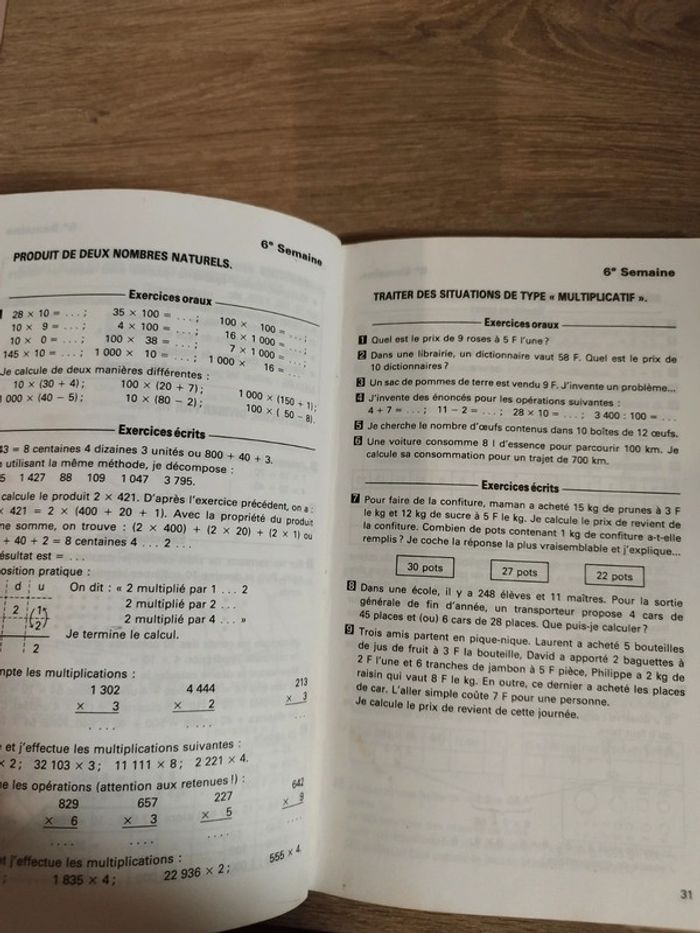 6e Semaine
PRODUIT DE DEUX NOMBRES NATURELS.
Exercices oraux
28 × 10 = ... ; 35 × 100 = ... ; 100 × 100 = ... ;
10 × 9 = ... ; 4 × 100 = ... ; 16 × 1 000 = ... ;
10 × 0 = ... ; 100 × 38 = ... ; 7 × 1 000 = ... ;
145 × 10 = ... ; 1 000 × 10 = ... ; 1 000 × 16 = ...
Je calcule de deux manières différentes :
10 × (30 + 4) ; 100 × (20 + 7) ; 1 000 × (150 + 1) ;
000 × (40 − 5) ; 10 × (80 − 2) ; 100 × ( 50 − 8).
Exercices écrits
43 = 8 centaines 4 dizaines 3 unités ou 800 + 40 + 3.
utilisant la même méthode, je décompose :
5 1 427 88 109 1 047 3 795.
calcule le produit 2 × 421. D'après l'exercice précédent, on a :
× 421 = 2 × (400 + 20 + 1). Avec la propriété du produit
ne somme, on trouve : (2 × 400) + (2 × 20) + (2 × 1) ou
+ 40 + 2 = 8 centaines 4 ... 2 ...
ésultat est = ...
osition pratique :
d u On dit : « 2 multiplié par 1 ... 2
2 1 2 multiplié par 2 ...
2 2 multiplié par 4 ... »
Je termine le calcul.
2
mpte les multiplications :
1 302 4 444 213
× 3 × 2 × 3
.... .... ....
et j'effectue les multiplications suivantes :
× 2 ; 32 103 × 3 ; 11 111 × 8 ; 2 221 × 4.
ne les opérations (attention aux retenues !) :
829 657 227 642
× 6 × 3 × 5 × 9
.... .... .... ....
et j'effectue les multiplications :
; 1 835 × 4 ; 22 936 × 2 ; 555 × 4
6e Semaine
TRAITER DES SITUATIONS DE TYPE « MULTIPLICATIF ».
Exercices oraux
1 Quel est le prix de 9 roses à 5 F l'une ?
2 Dans une librairie, un dictionnaire vaut 58 F. Quel est le prix de
10 dictionnaires ?
3 Un sac de pommes de terre est vendu 9 F. J'invente un problème...
4 J'invente des énoncés pour les opérations suivantes :
4 + 7 = ... ; 11 − 2 = ... ; 28 × 10 = ... ; 3 400 : 100 = ...
5 Je cherche le nombre d'œufs contenus dans 10 boîtes de 12 œufs.
6 Une voiture consomme 8 l d'essence pour parcourir 100 km. Je
calcule sa consommation pour un trajet de 700 km.
Exercices écrits
7 Pour faire de la confiture, maman a acheté 15 kg de prunes à 3 F
le kg et 12 kg de sucre à 5 F le kg. Je calcule le prix de revient de
la confiture. Combien de pots contenant 1 kg de confiture a-t-elle
remplis ? Je coche la réponse la plus vraisemblable et j'explique...
30 pots 27 pots 22 pots
8 Dans une école, il y a 248 élèves et 11 maîtres. Pour la sortie
générale de fin d'année, un transporteur propose 4 cars de
45 places et (ou) 6 cars de 28 places. Que puis-je calculer ?
9 Trois amis partent en pique-nique. Laurent a acheté 5 bouteilles
de jus de fruit à 3 F la bouteille, David a apporté 2 baguettes à
2 F l'une et 6 tranches de jambon à 5 F pièce, Philippe a 2 kg de
raisin qui vaut 8 F le kg. En outre, ce dernier a acheté les places
de car. L'aller simple coûte 7 F pour une personne.
Je calcule le prix de revient de cette journée.
31